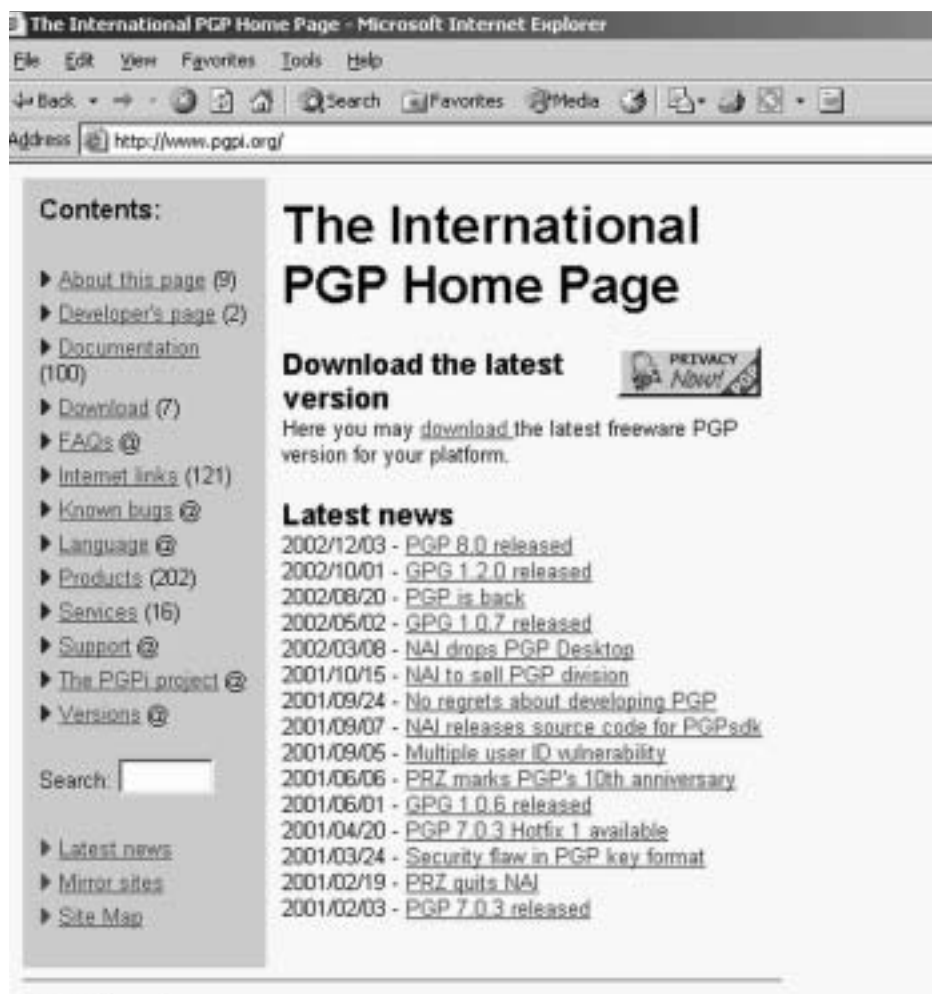 The International PGP Home Page - Microsoft Internet Explorer
File Edit View Favorites Tools Help
Back Search Favorites Media
Address http://www.pgpi.org/
Contents:
About this page (9)
Developer's page (2)
Documentation
(100)
Download (7)
FAQs @
Internet links (121)
Known bugs @
Language @
Products (202)
Services (16)
Support @
The PGPi project @
Versions @
Search:
Latest news
Mirror sites
Site Map
The International
PGP Home Page
Download the latest
version
PRIVACY
Now!
PGP
Here you may download the latest freeware PGP
version for your platform.
Latest news
2002/12/03 - PGP 8.0 released
2002/10/01 - GPG 1.2.0 released
2002/08/20 - PGP is back
2002/05/02 - GPG 1.0.7 released
2002/03/08 - NAI drops PGP Desktop
2001/10/15 - NAI to sell PGP division
2001/09/24 - No regrets about developing PGP
2001/09/07 - NAI releases source code for PGPsdk
2001/09/05 - Multiple user ID vulnerability
2001/06/06 - PRZ marks PGP's 10th anniversary
2001/06/01 - GPG 1.0.6 released
2001/04/20 - PGP 7.0.3 Hotfix 1 available
2001/03/24 - Security flaw in PGP key format
2001/02/19 - PRZ quits NAI
2001/02/03 - PGP 7.0.3 released